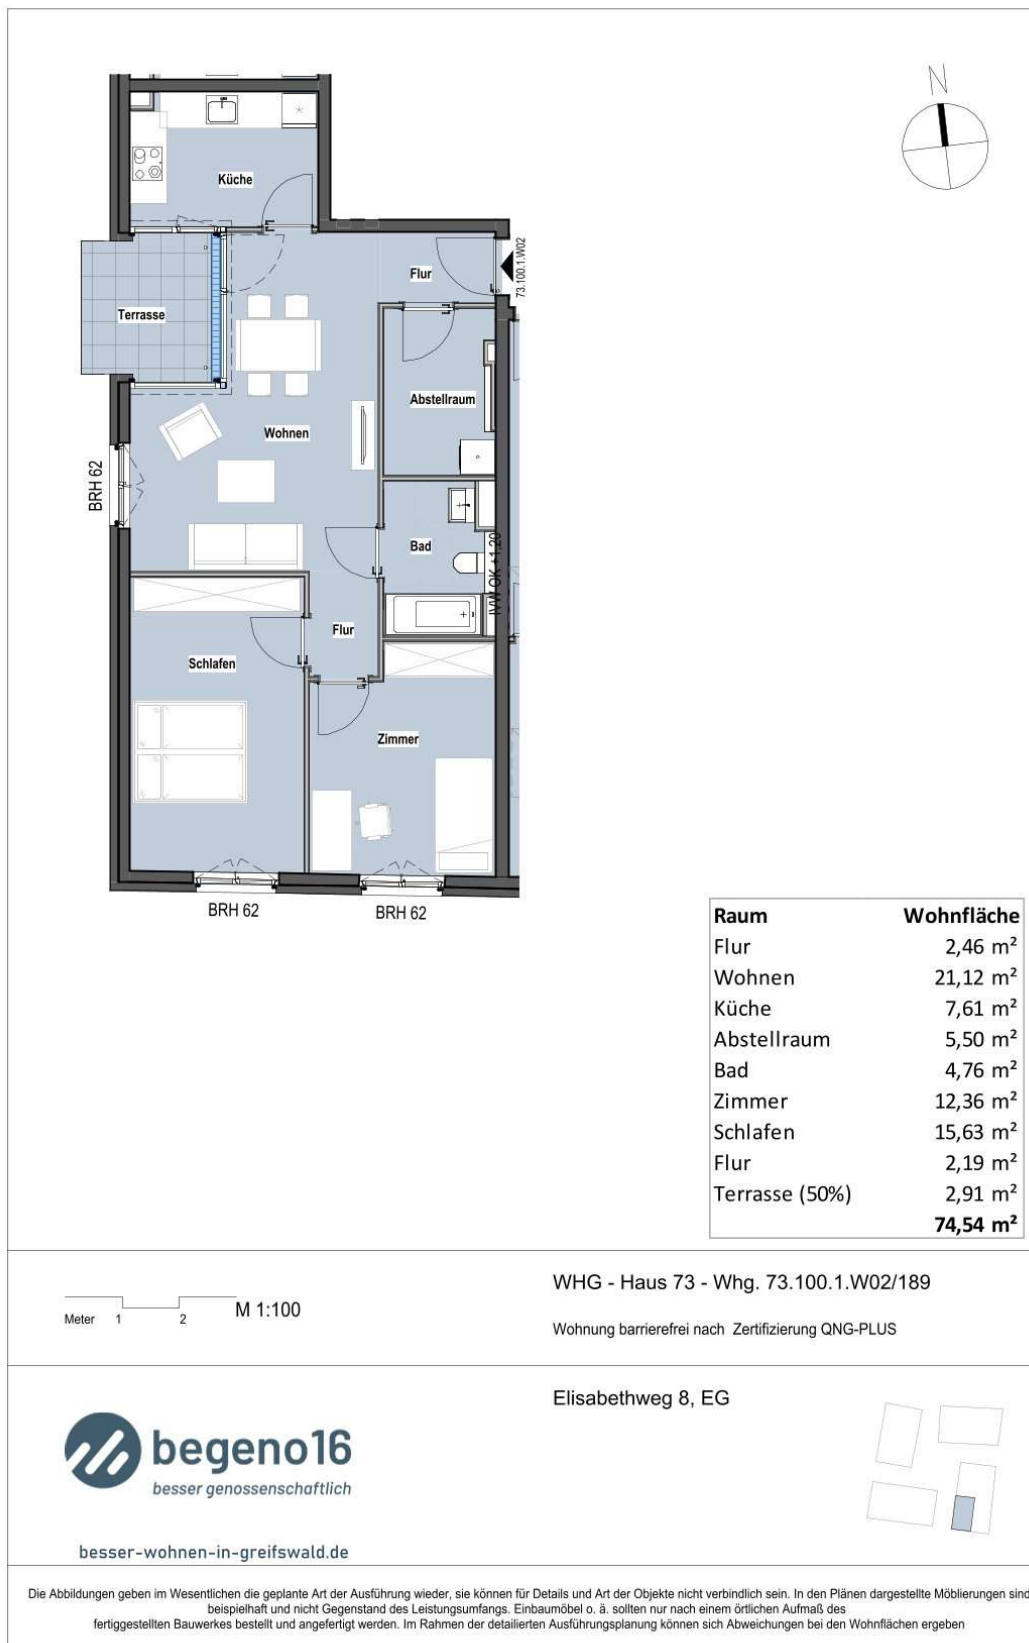 N
Küche
Flur
73.100.1.W02
Terrasse
Abstellraum
Wohnen
BRH 62
Bad
IVW OK +1,20
Flur
Schlafen
Zimmer
BRH 62
BRH 62
Raum Wohnfläche
Flur 2,46 m²
Wohnen 21,12 m²
Küche 7,61 m²
Abstellraum 5,50 m²
Bad 4,76 m²
Zimmer 12,36 m²
Schlafen 15,63 m²
Flur 2,19 m²
Terrasse (50%) 2,91 m²
74,54 m²
Meter 1 2 M 1:100
WHG - Haus 73 - Whg. 73.100.1.W02/189
Wohnung barrierefrei nach Zertifizierung QNG-PLUS
Elisabethweg 8, EG
begeno16
besser genossenschaftlich
besser-wohnen-in-greifswald.de
Die Abbildungen geben im Wesentlichen die geplante Art der Ausführung wieder, sie können für Details und Art der Objekte nicht verbindlich sein. In den Plänen dargestellte Möblierungen sind
beispielhaft und nicht Gegenstand des Leistungsumfangs. Einbaumöbel o. ä. sollten nur nach einem örtlichen Aufmaß des
fertiggestellten Bauwerkes bestellt und angefertigt werden. Im Rahmen der detailierten Ausführungsplanung können sich Abweichungen bei den Wohnflächen ergeben